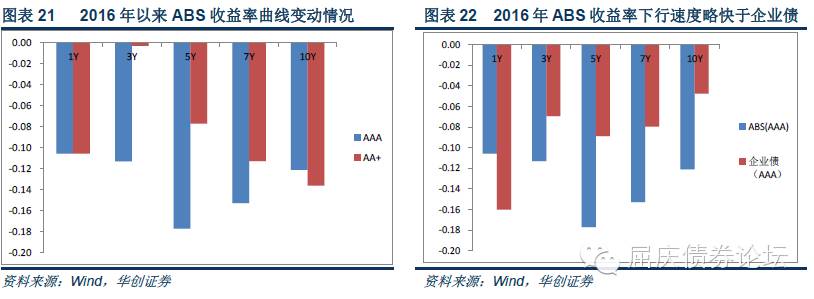 图表 21 2016 年以来 ABS 收益率曲线变动情况
0.00
-0.02
-0.04
-0.06
-0.08
-0.10
-0.12
-0.14
-0.16
-0.18
-0.20
1Y 3Y 5Y 7Y 10Y
AAA
AA+
资料来源：Wind，华创证券
图表 22 2016 年 ABS 收益率下行速度略快于企业债
0.00
-0.02
-0.04
-0.06
-0.08
-0.10
-0.12
-0.14
-0.16
-0.18
-0.20
1Y 3Y 5Y 7Y 10Y
ABS(AAA)
企业债
（AAA）
资料来源：Wind，华创证券
屈庆债券论坛